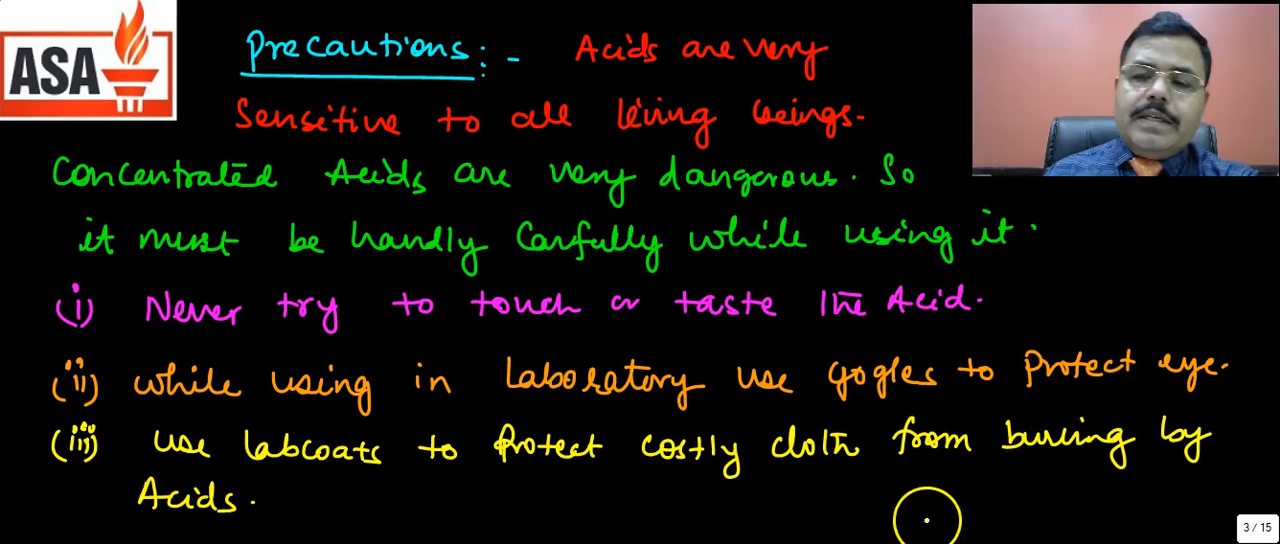 ASA
Precautions:- Acids are very
Sensitive to all living beings.
Concentrated Acids are very dangerous. So
it must be handly Carfully while using it.
(i) Never try to touch or taste the Acid.
(ii) while using in Laboratory use gogles to Protect eye.
(iii) use labcoats to Protect costly cloth from buring by
Acids.
3 / 15